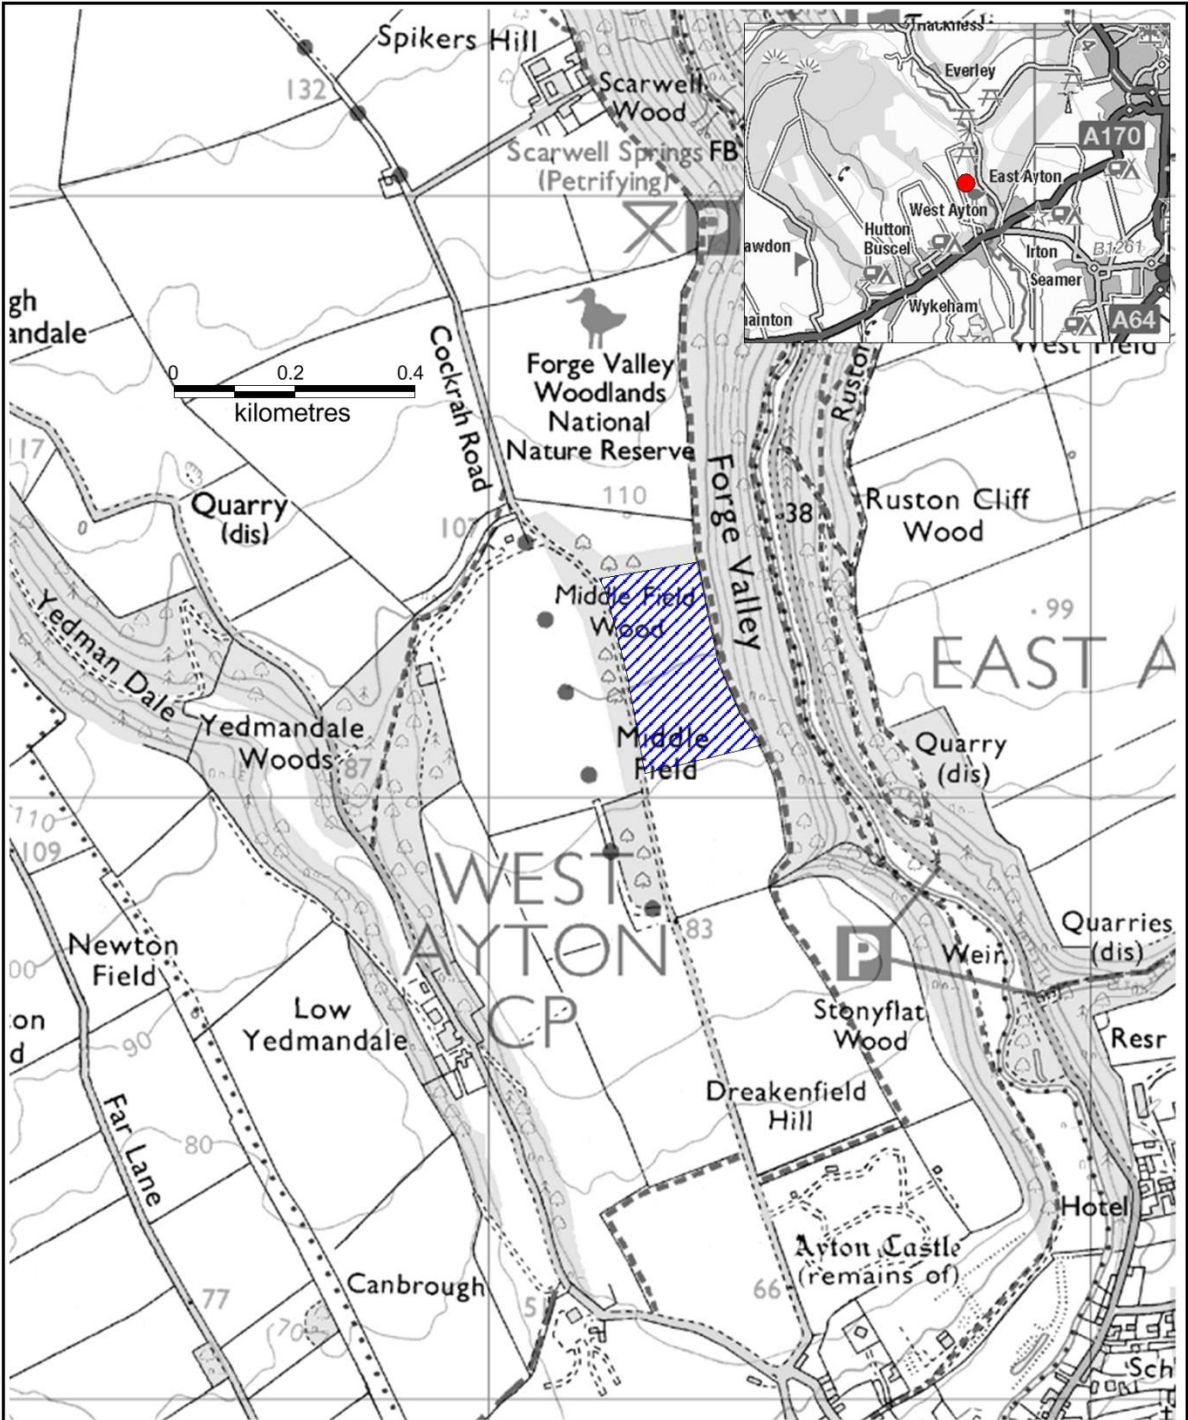 Spikers Hill
132
Scarwell
Wood
Scarwell Springs
(Petrifying)
FB
P
Hackness
Everley
A170
East Ayton
West Ayton
Hutton
Buscel
Irton
B1261
Seamer
Wykeham
A64
West Field
Ruston
Cockrah Road
0 0.2 0.4
kilometres
Forge Valley
Woodlands
National
Nature Reserve
117
Quarry
(dis)
107
110
Forge Valley
38
Ruston Cliff
Wood
99
EAST A
Middle Field
Wood
Middle
Field
Yedman Dale
Yedmandale
Woods
87
Quarry
(dis)
110
109
WEST
AYTON
CP
83
P
Weir
Quarries
(dis)
Newton
Field
Low
Yedmandale
90
Stonyflat
Wood
Resr
Dreakenfield
Hill
Far Lane
80
Hotel
Ayton Castle
(remains of)
Canbrough
77
70
66
Sch